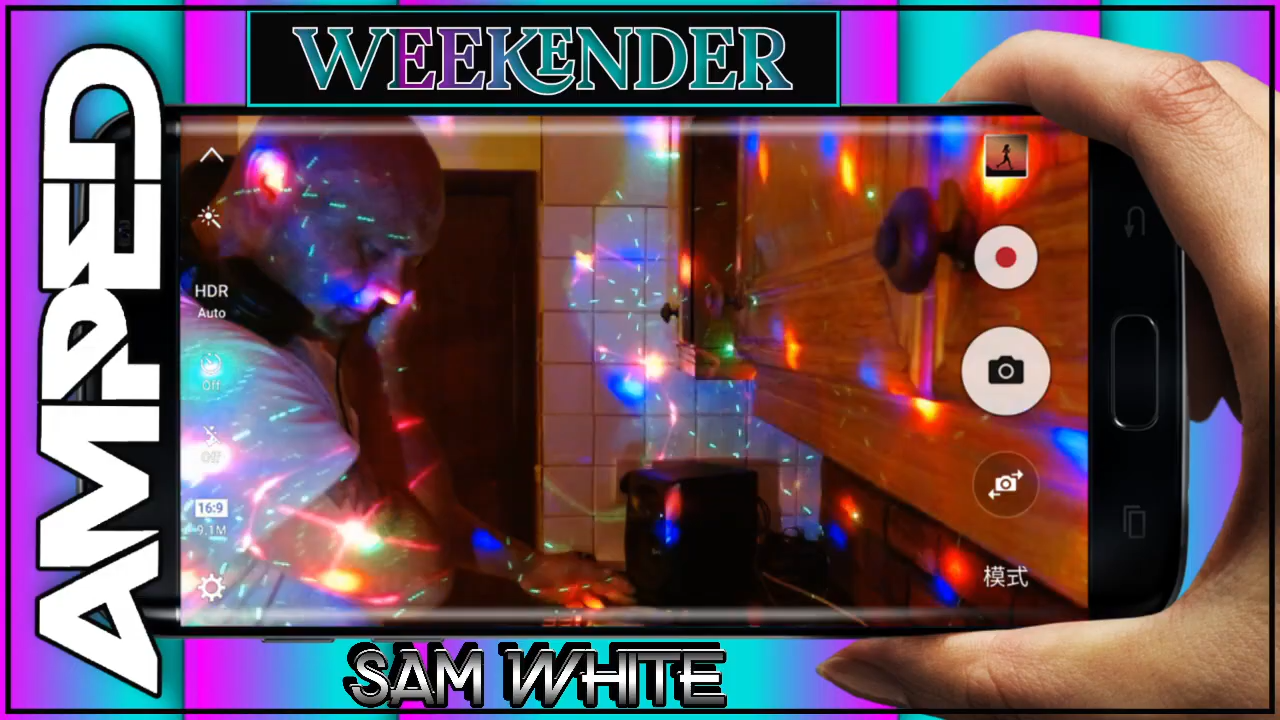 WEEKENDER
AMPED
HDR
Auto
Off
Off
16:9
9.1M
模式
SAM WHITE